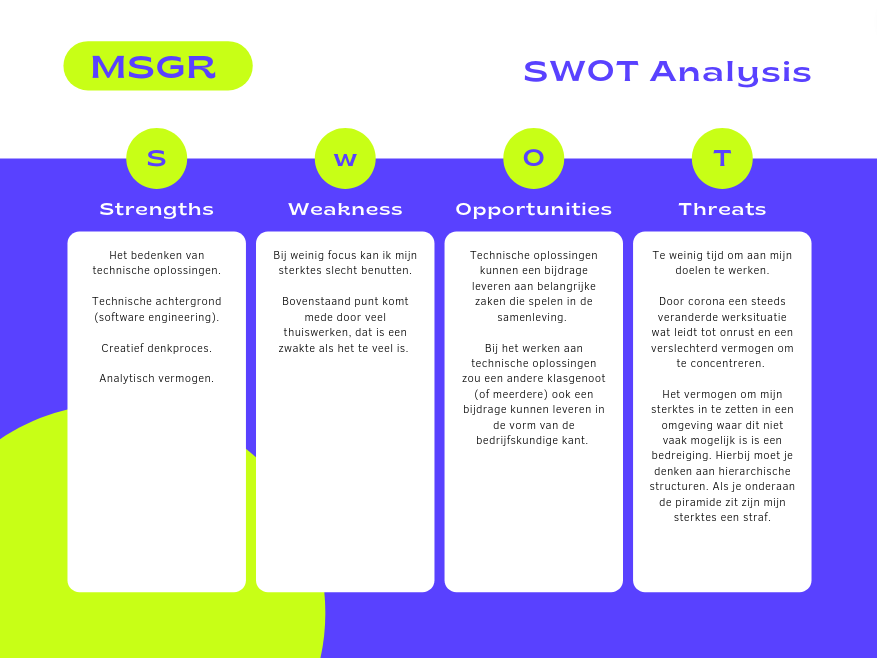 MSGR
SWOT Analysis
S
w
O
T
Strengths
Weakness
Opportunities
Threats
Het bedenken van
technische oplossingen.
Technische achtergrond
(software engineering).
Creatief denkproces.
Analytisch vermogen.
Bij weinig focus kan ik mijn
sterktes slecht benutten.
Bovenstaand punt komt
mede door veel
thuiswerken, dat is een
zwakte als het te veel is.
Technische oplossingen
kunnen een bijdrage
leveren aan belangrijke
zaken die spelen in de
samenleving.
Bij het werken aan
technische oplossingen
zou een andere klasgenoot
(of meerdere) ook een
bijdrage kunnen leveren in
de vorm van de
bedrijfskundige kant.
Te weinig tijd om aan mijn
doelen te werken.
Door corona een steeds
veranderde werksituatie
wat leidt tot onrust en een
verslechterd vermogen om
te concentreren.
Het vermogen om mijn
sterktes in te zetten in een
omgeving waar dit niet
vaak mogelijk is is een
bedreiging. Hierbij moet je
denken aan hierarchische
structuren. Als je onderaan
de piramide zit zijn mijn
sterktes een straf.